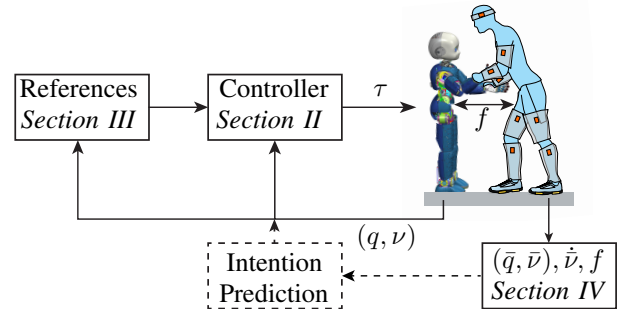 References
Section III
Controller
Section II
τ
f
(q, ν)
Intention
Prediction
(q̄, ν̄), ν̄̇, f
Section IV